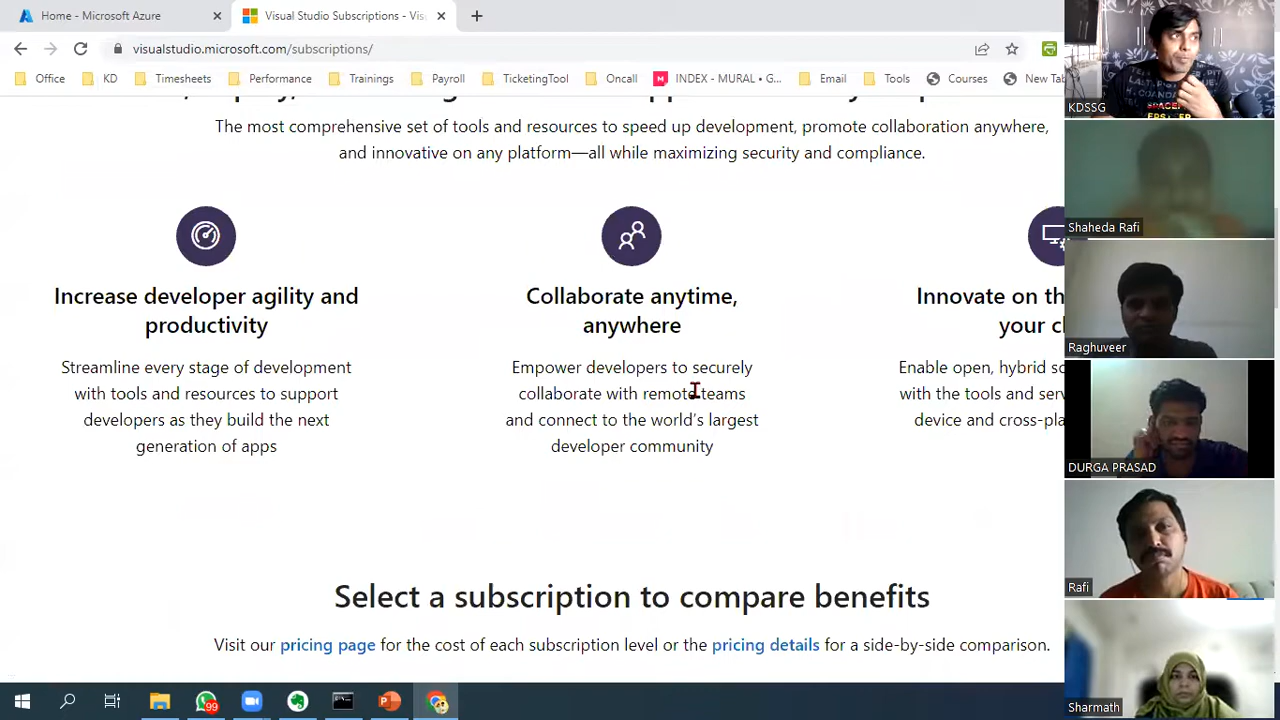 Home - Microsoft Azure
Visual Studio Subscriptions - Vis
visualstudio.microsoft.com/subscriptions/
Office
KD
Timesheets
Performance
Trainings
Payroll
TicketingTool
Oncall
INDEX - MURAL • G...
Email
Tools
Courses
New Tab
The most comprehensive set of tools and resources to speed up development, promote collaboration anywhere,
and innovative on any platform—all while maximizing security and compliance.
Increase developer agility and
productivity
Streamline every stage of development
with tools and resources to support
developers as they build the next
generation of apps
Collaborate anytime,
anywhere
Empower developers to securely
collaborate with remote teams
and connect to the world's largest
developer community
Innovate on th
your cl
Enable open, hybrid so
with the tools and serv
device and cross-pla
Select a subscription to compare benefits
Visit our pricing page for the cost of each subscription level or the pricing details for a side-by-side comparison.
KDSSG
Shaheda Rafi
Raghuveer
DURGA PRASAD
Rafi
Sharmath
99